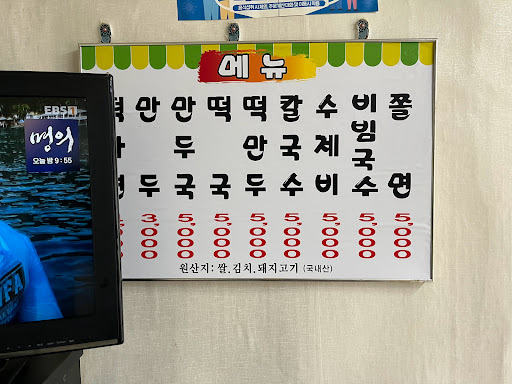 메뉴
만두 3,000
만두국 5,000
떡국 5,000
떡만두 5,000
칼국수 5,000
수제비 5,000
비빔국수 5,000
쫄면 5,000
원산지: 쌀.김치.돼지고기 (국내산)
EBS1
명의
오늘 밤 9:55